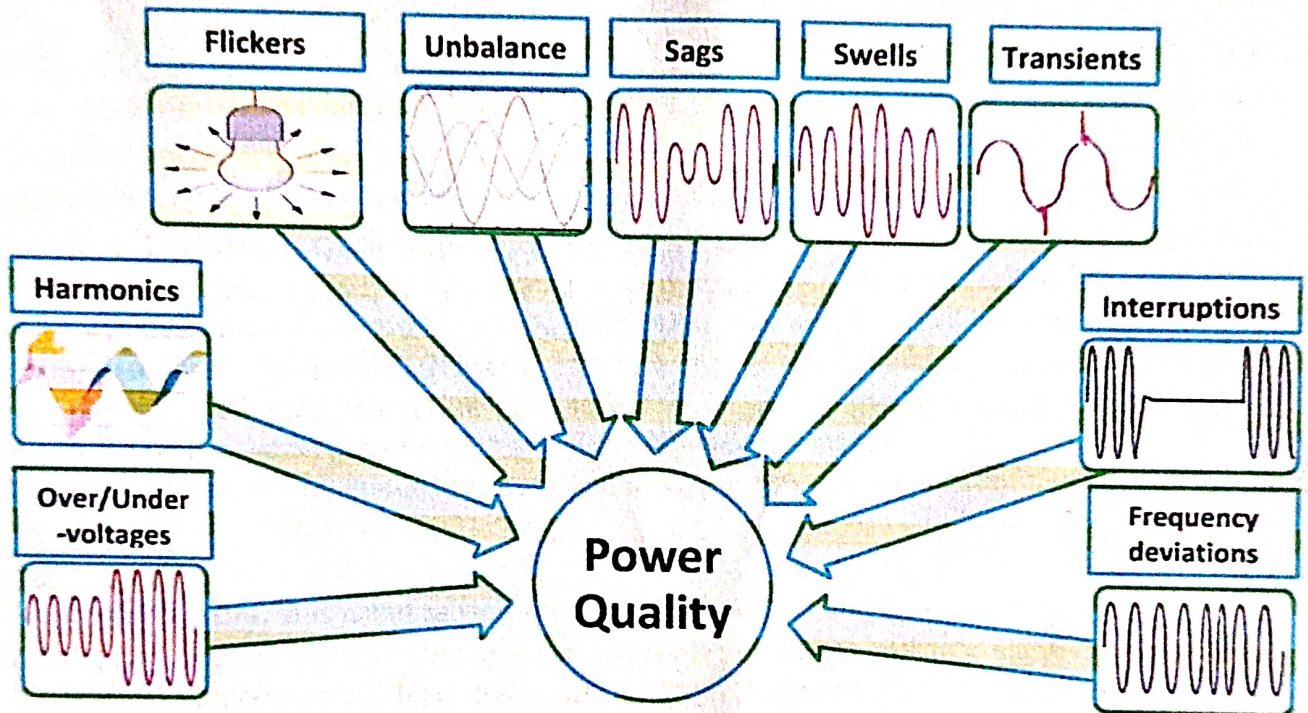 Flickers
Unbalance
Sags
Swells
Transients
Harmonics
Interruptions
Over/Under
-voltages
Frequency
deviations
Power
Quality